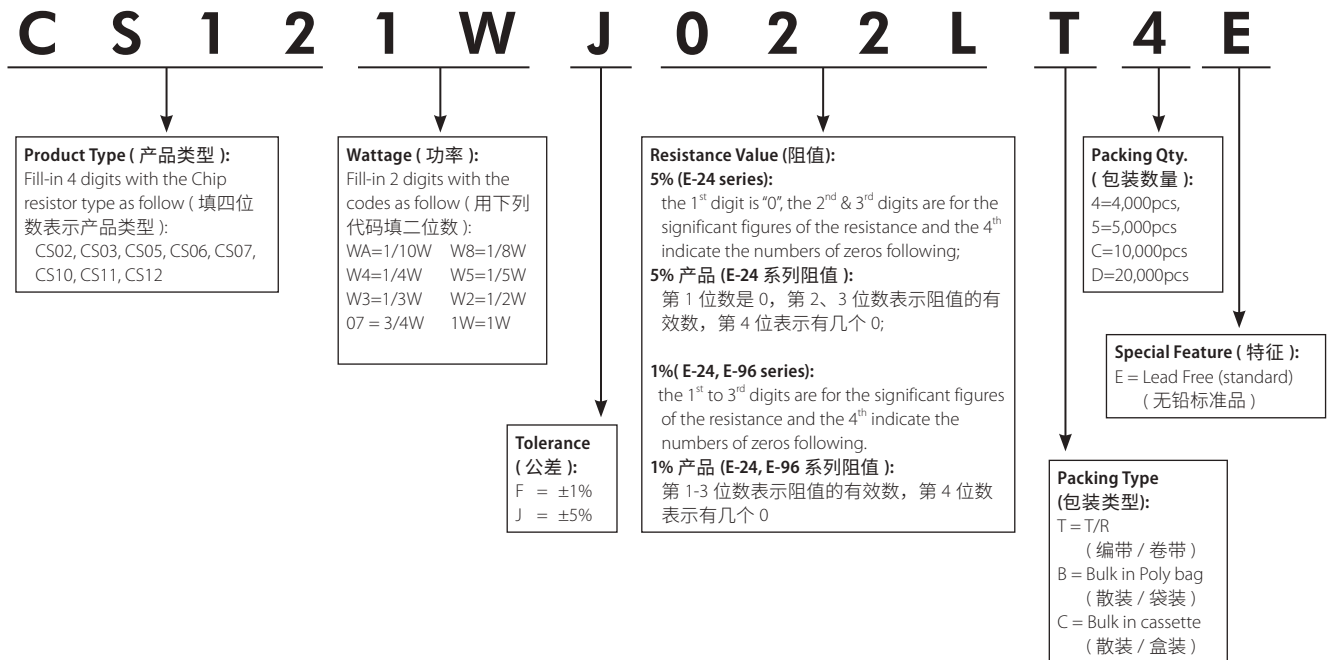 C S 1 2 1 W J 0 2 2 L T 4 E
Product Type ( 产品类型 ):
Fill-in 4 digits with the Chip
resistor type as follow ( 填四位
数表示产品类型 ):
CS02, CS03, CS05, CS06, CS07,
CS10, CS11, CS12
Wattage ( 功率 ):
Fill-in 2 digits with the
codes as follow ( 用下列
代码填二位数 ):
WA=1/10W W8=1/8W
W4=1/4W W5=1/5W
W3=1/3W W2=1/2W
07 = 3/4W 1W=1W
Tolerance
( 公差 ):
F = ±1%
J = ±5%
Resistance Value (阻值):
5% (E-24 series):
the 1st digit is “0”, the 2nd & 3rd digits are for the
significant figures of the resistance and the 4th
indicate the numbers of zeros following;
5% 产品 (E-24 系列阻值 ):
第 1 位数是 0，第 2、3 位数表示阻值的有
效数，第 4 位表示有几个 0;
1%( E-24, E-96 series):
the 1st to 3rd digits are for the significant figures
of the resistance and the 4th indicate the
numbers of zeros following.
1% 产品 (E-24, E-96 系列阻值 ):
第 1-3 位数表示阻值的有效数，第 4 位数
表示有几个 0
Packing Type
(包装类型):
T = T/R
( 编带 / 卷带 )
B = Bulk in Poly bag
( 散装 / 袋装 )
C = Bulk in cassette
( 散装 / 盒装 )
Packing Qty.
( 包装数量 ):
4=4,000pcs,
5=5,000pcs
C=10,000pcs
D=20,000pcs
Special Feature ( 特征 ):
E = Lead Free (standard)
( 无铅标准品 )